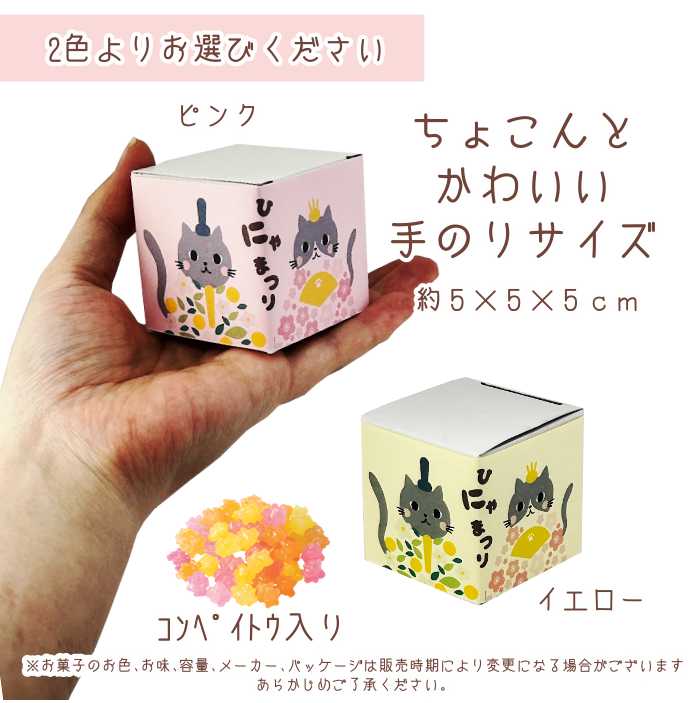 2色よりお選びください
ピンク
ちょこんと
かわいい
手のりサイズ
約5×5×5cm
ひにゃまつり
ひにゃまつり
イエロー
ｺﾝﾍﾟｲﾄｳ入り
※お菓子のお色､お味､容量､メーカー､パッケージは販売時期により変更になる場合がございます
あらかじめご了承ください。